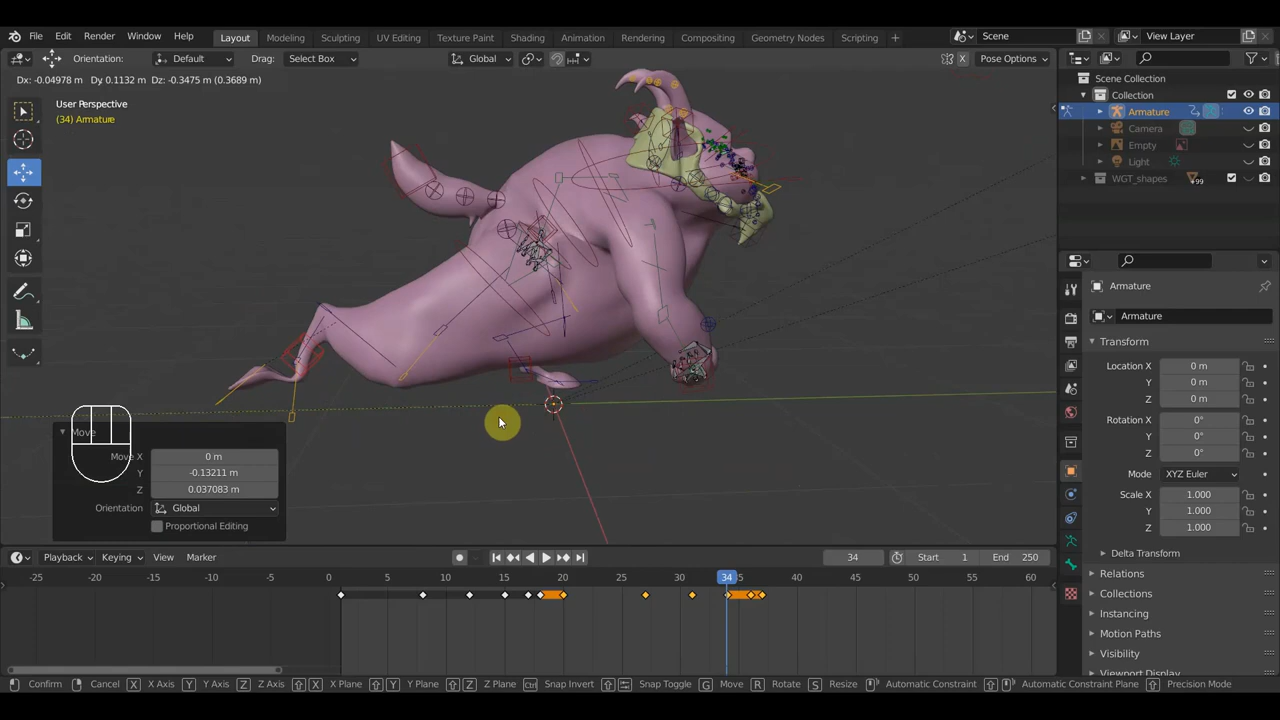 File Edit Render Window Help Layout Modeling Sculpting UV Editing Texture Paint Shading Animation Rendering Compositing Geometry Nodes Scripting + Scene View Layer
Orientation: Default Drag: Select Box Global X Pose Options
Dx: -0.04978 m Dy 0.1132 m Dz: -0.3475 m (0.3689 m)
User Perspective
(34) Armature
Scene Collection
Collection
Armature
Camera
Empty
Light
WGT_shapes +99
Armature
Armature
Transform
Location X 0 m
Y 0 m
Z 0 m
Rotation X 0°
Y 0°
Z 0°
Mode XYZ Euler
Scale X 1.000
Y 1.000
Z 1.000
Delta Transform
Relations
Collections
Instancing
Motion Paths
Visibility
Viewport Display
Move
Move X 0 m
Y -0.13211 m
Z 0.037083 m
Orientation Global
Proportional Editing
Playback Keying View Marker 34 Start 1 End 250
-25 -20 -15 -10 -5 0 5 10 15 20 25 30 34 35 40 45 50 55 60
Confirm Cancel X X Axis Y Y Axis Z Z Axis X X Plane Y Y Plane Z Z Plane Ctrl Snap Invert Snap Toggle G Move R Rotate S Resize Automatic Constraint Automatic Constraint Plane Precision Mode